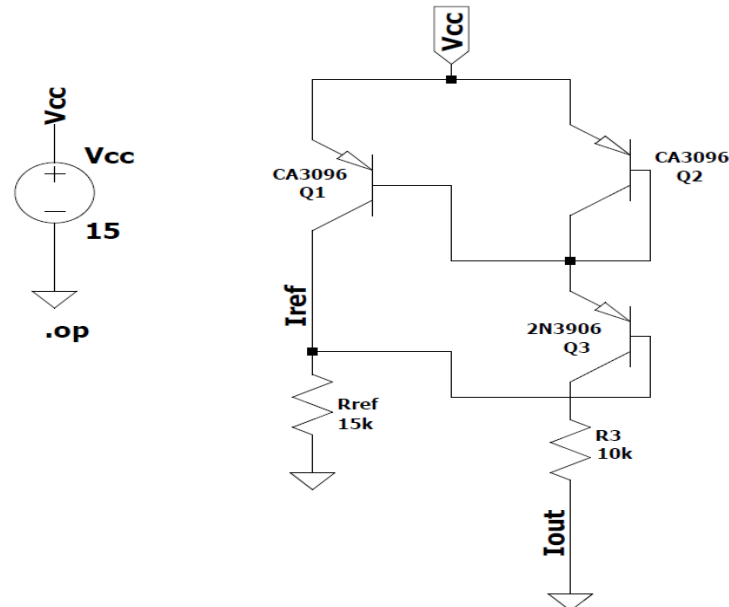 Vcc
Vcc
Vcc
15
.op
CA3096
Q1
CA3096
Q2
Iref
2N3906
Q3
Rref
15k
R3
10k
Iout